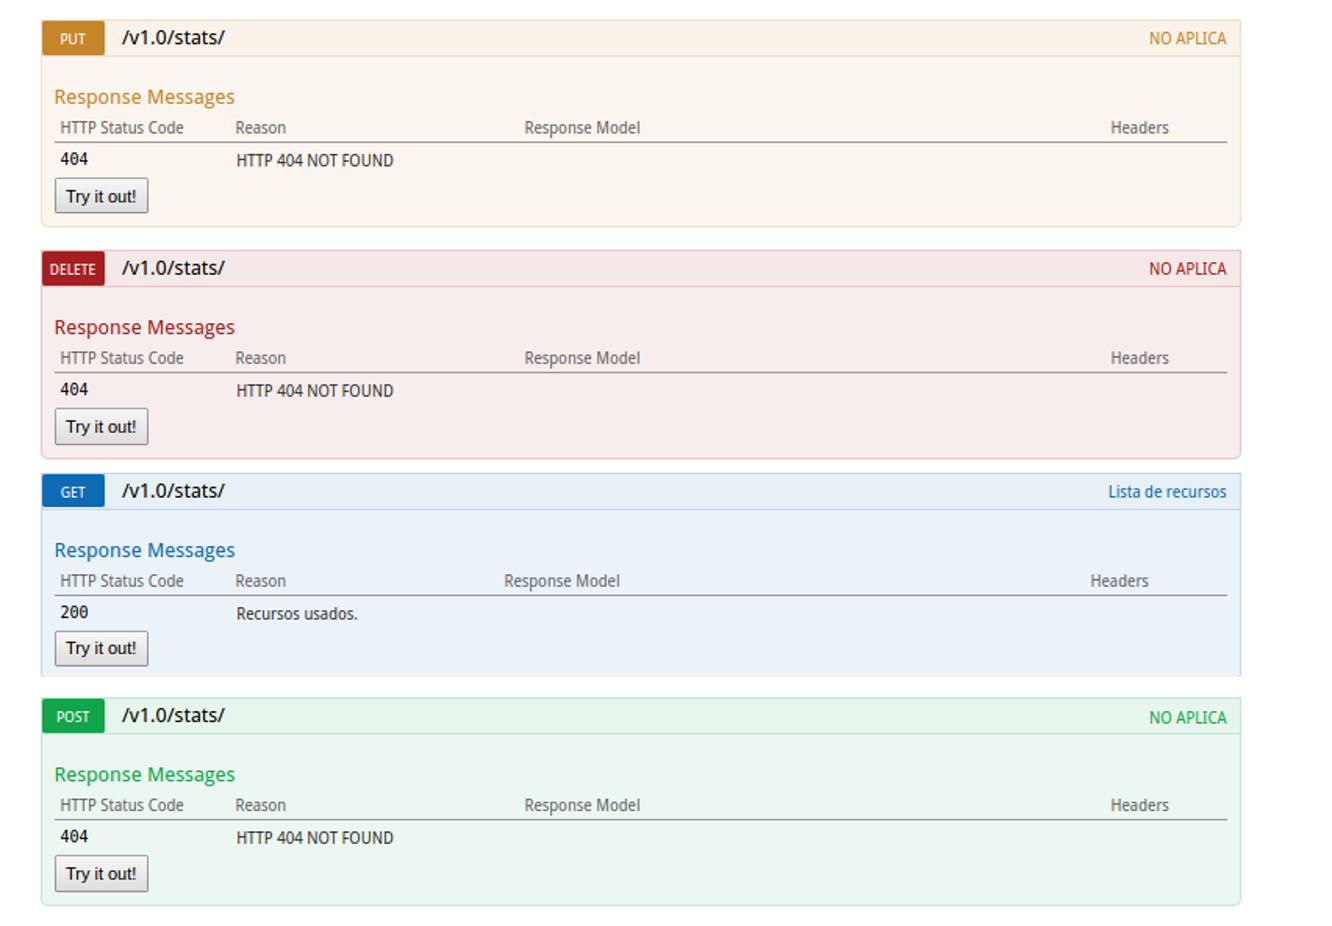 PUT /v1.0/stats/ NO APLICA
Response Messages
HTTP Status Code Reason Response Model Headers
404 HTTP 404 NOT FOUND
Try it out!
DELETE /v1.0/stats/ NO APLICA
Response Messages
HTTP Status Code Reason Response Model Headers
404 HTTP 404 NOT FOUND
Try it out!
GET /v1.0/stats/ Lista de recursos
Response Messages
HTTP Status Code Reason Response Model Headers
200 Recursos usados.
Try it out!
POST /v1.0/stats/ NO APLICA
Response Messages
HTTP Status Code Reason Response Model Headers
404 HTTP 404 NOT FOUND
Try it out!